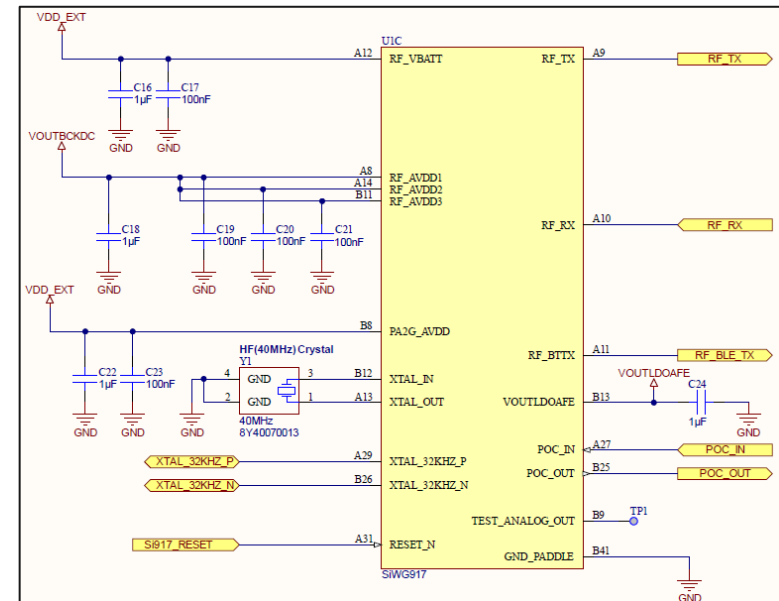 VDD_EXT
U1C
A12 RF_VBATT
RF_TX A9 RF_TX
C16
1µF
C17
100nF
GND GND
VOUTBCKDC
A8 RF_AVDD1
A14 RF_AVDD2
B11 RF_AVDD3
C18
1µF
C19
100nF
C20
100nF
C21
100nF
RF_RX A10 RF_RX
GND GND GND GND
VDD_EXT
B8 PA2G_AVDD
C22
1µF
C23
100nF
GND GND
HF(40MHz) Crystal
Y1
4 GND 3 B12 XTAL_IN
2 GND 1 A13 XTAL_OUT
GND
40MHz
8Y40070013
RF_BTTX A11 RF_BLE_TX
VOUTLDOAFE
VOUTLDOAFE B13
C24
1µF
GND
XTAL_32KHZ_P A29 XTAL_32KHZ_P
XTAL_32KHZ_N B26 XTAL_32KHZ_N
POC_IN A27 POC_IN
POC_OUT B25 POC_OUT
TEST_ANALOG_OUT B9 TP1
Si917_RESET A31 RESET_N
GND_PADDLE B41
SiWG917
GND